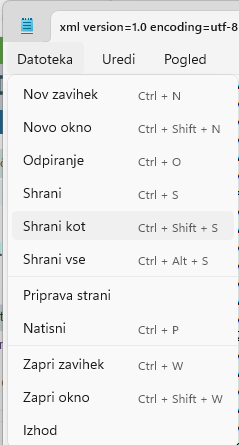 xml version=1.0 encoding=utf-8
Datoteka Uredi Pogled
Nov zavihek Ctrl + N
Novo okno Ctrl + Shift + N
Odpiranje Ctrl + O
Shrani Ctrl + S
Shrani kot Ctrl + Shift + S
Shrani vse Ctrl + Alt + S
Priprava strani
Natisni Ctrl + P
Zapri zavihek Ctrl + W
Zapri okno Ctrl + Shift + W
Izhod